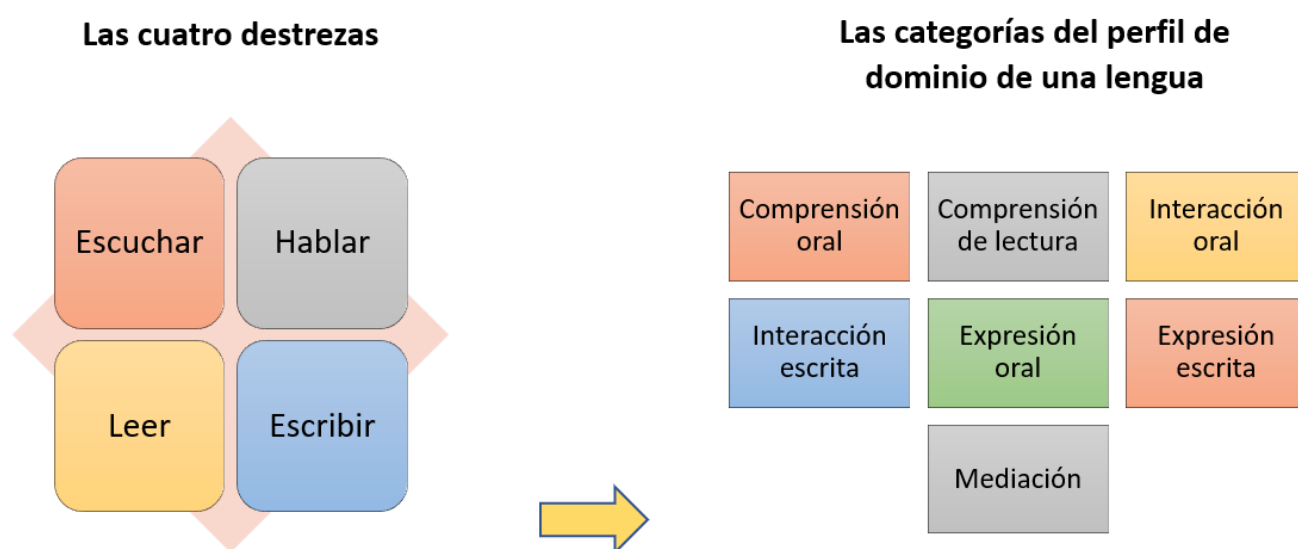 Las cuatro destrezas
Escuchar
Hablar
Leer
Escribir
Las categorías del perfil de
dominio de una lengua
Comprensión
oral
Comprensión
de lectura
Interacción
oral
Interacción
escrita
Expresión
oral
Expresión
escrita
Mediación